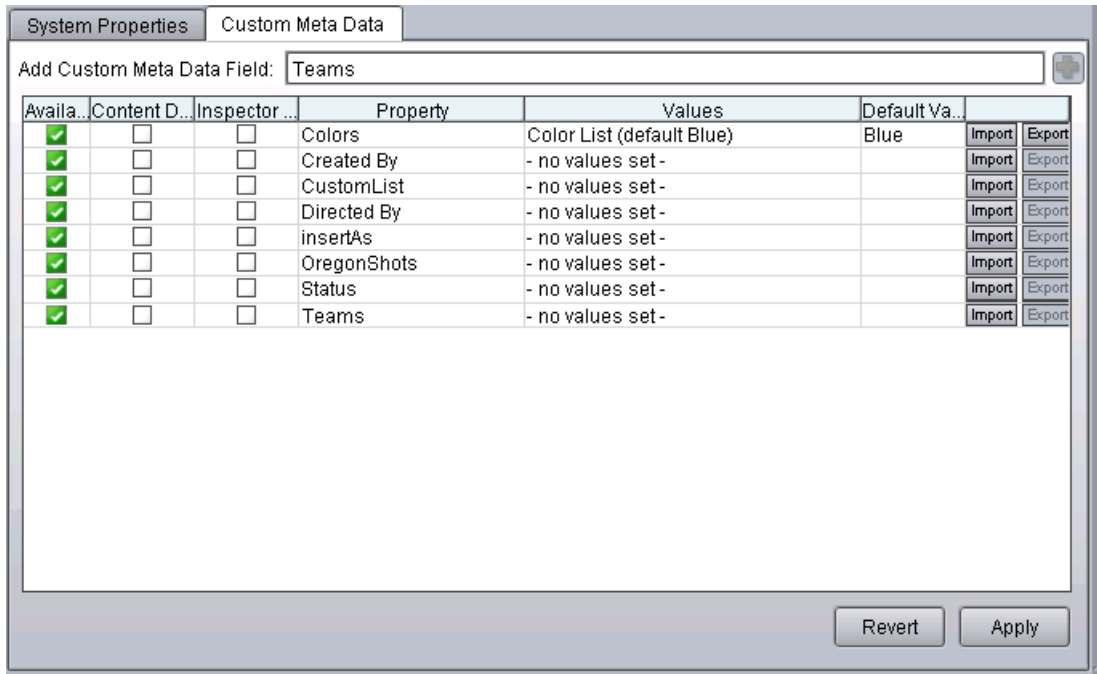 System Properties Custom Meta Data
Add Custom Meta Data Field: Teams
Availa... Content D... Inspector ... Property Values Default Va...
Colors Color List (default Blue) Blue Import Export
Created By - no values set - Import Export
CustomList - no values set - Import Export
Directed By - no values set - Import Export
insertAs - no values set - Import Export
OregonShots - no values set - Import Export
Status - no values set - Import Export
Teams - no values set - Import Export
Revert Apply